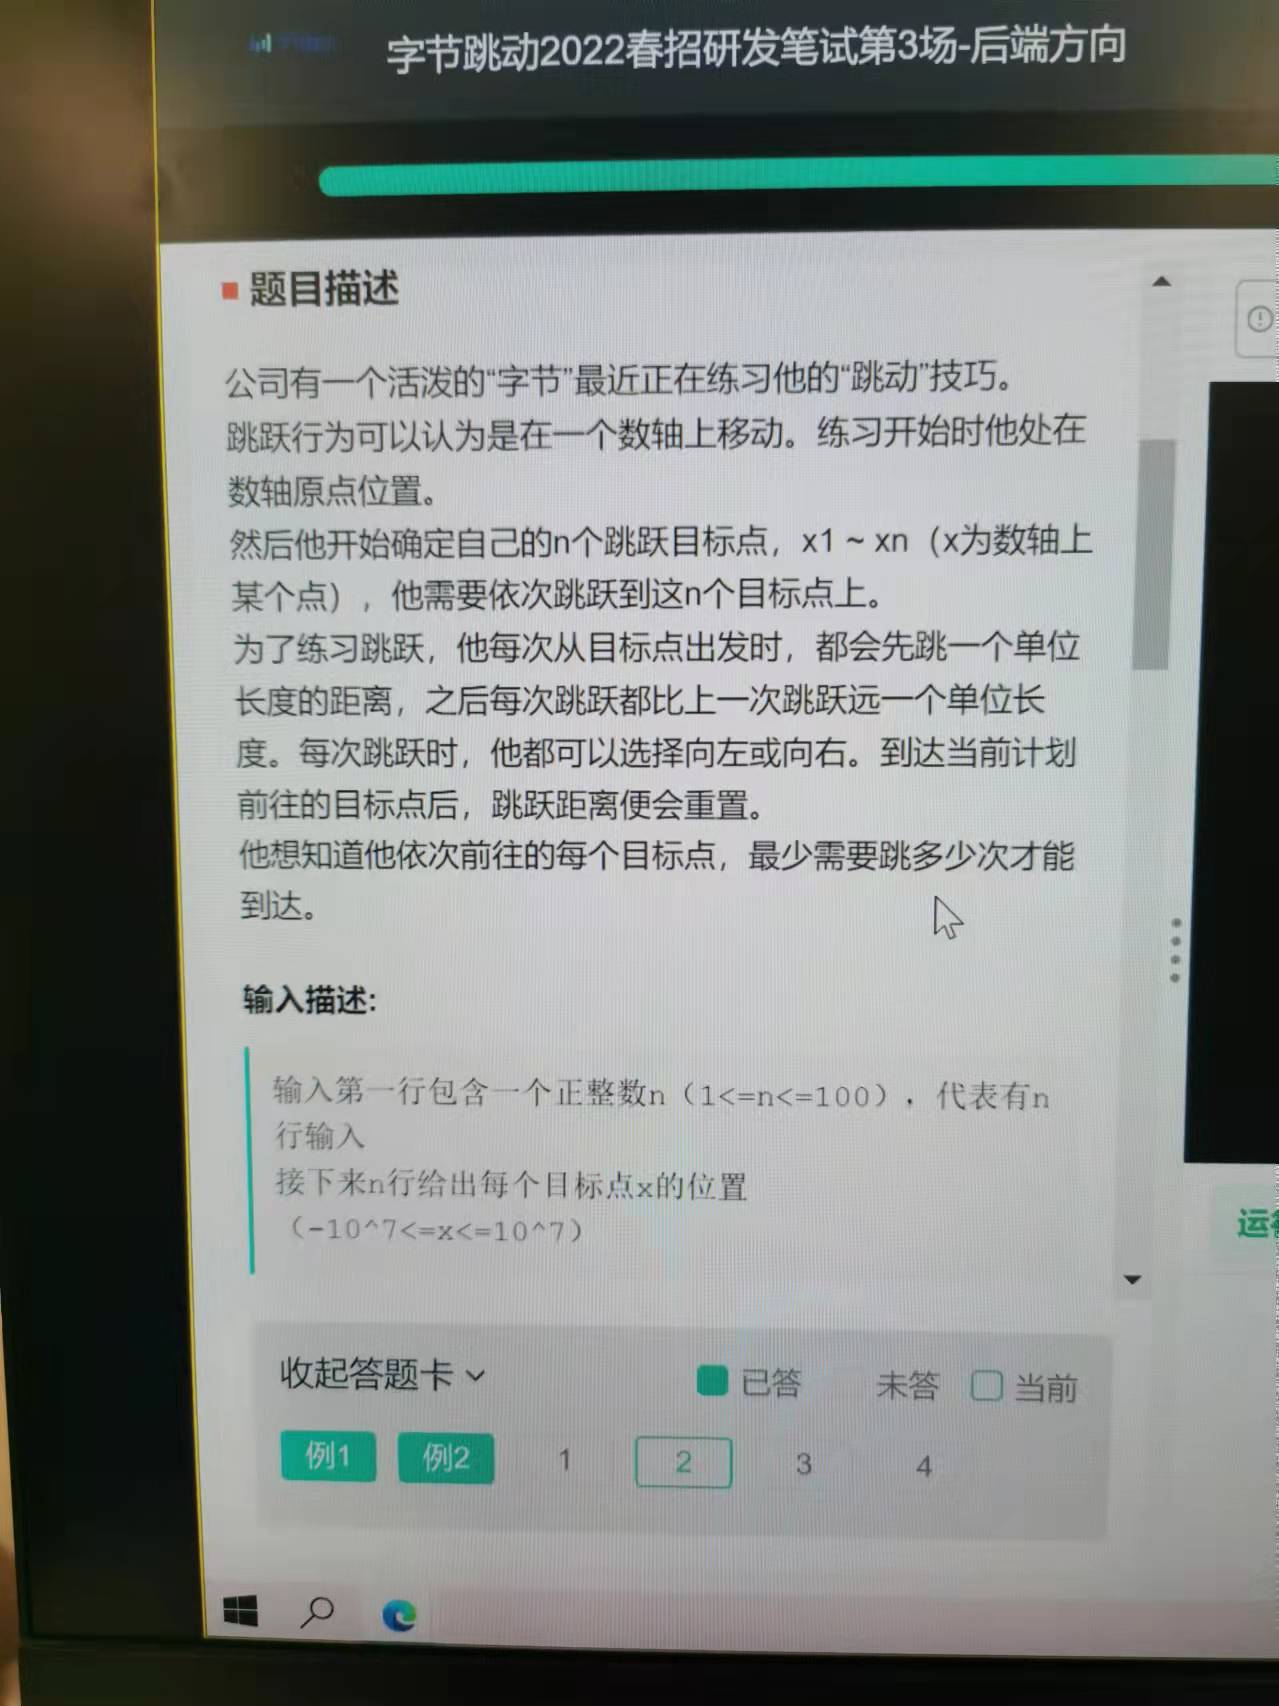 字节跳动2022春招研发笔试第3场-后端方向
题目描述
公司有一个活泼的“字节”最近正在练习他的“跳动”技巧。
跳跃行为可以认为是在一个数轴上移动。练习开始时他处在
数轴原点位置。
然后他开始确定自己的n个跳跃目标点，x1 ~ xn（x为数轴上
某个点），他需要依次跳跃到这n个目标点上。
为了练习跳跃，他每次从目标点出发时，都会先跳一个单位
长度的距离，之后每次跳跃都比上一次跳跃远一个单位长
度。每次跳跃时，他都可以选择向左或向右。到达当前计划
前往的目标点后，跳跃距离便会重置。
他想知道他依次前往的每个目标点，最少需要跳多少次才能
到达。
输入描述:
输入第一行包含一个正整数n（1<=n<=100），代表有n
行输入
接下来n行给出每个目标点x的位置
（-10^7<=x<=10^7）
收起答题卡 已答 未答 当前
例1 例2 1 2 3 4